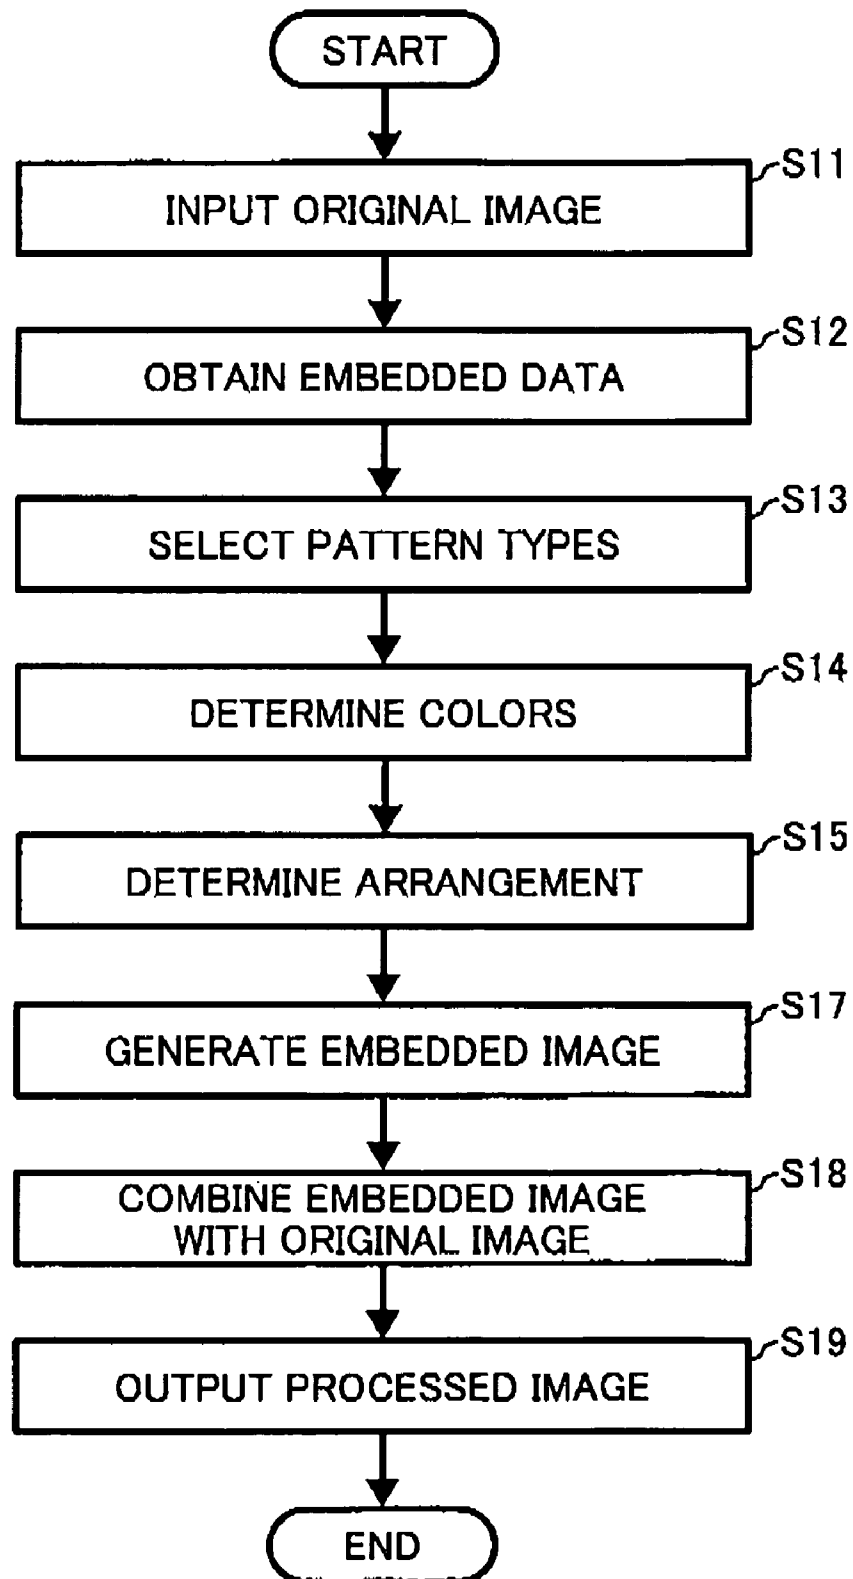 START
S11
INPUT ORIGINAL IMAGE
S12
OBTAIN EMBEDDED DATA
S13
SELECT PATTERN TYPES
S14
DETERMINE COLORS
S15
DETERMINE ARRANGEMENT
S17
GENERATE EMBEDDED IMAGE
S18
COMBINE EMBEDDED IMAGE
WITH ORIGINAL IMAGE
S19
OUTPUT PROCESSED IMAGE
END